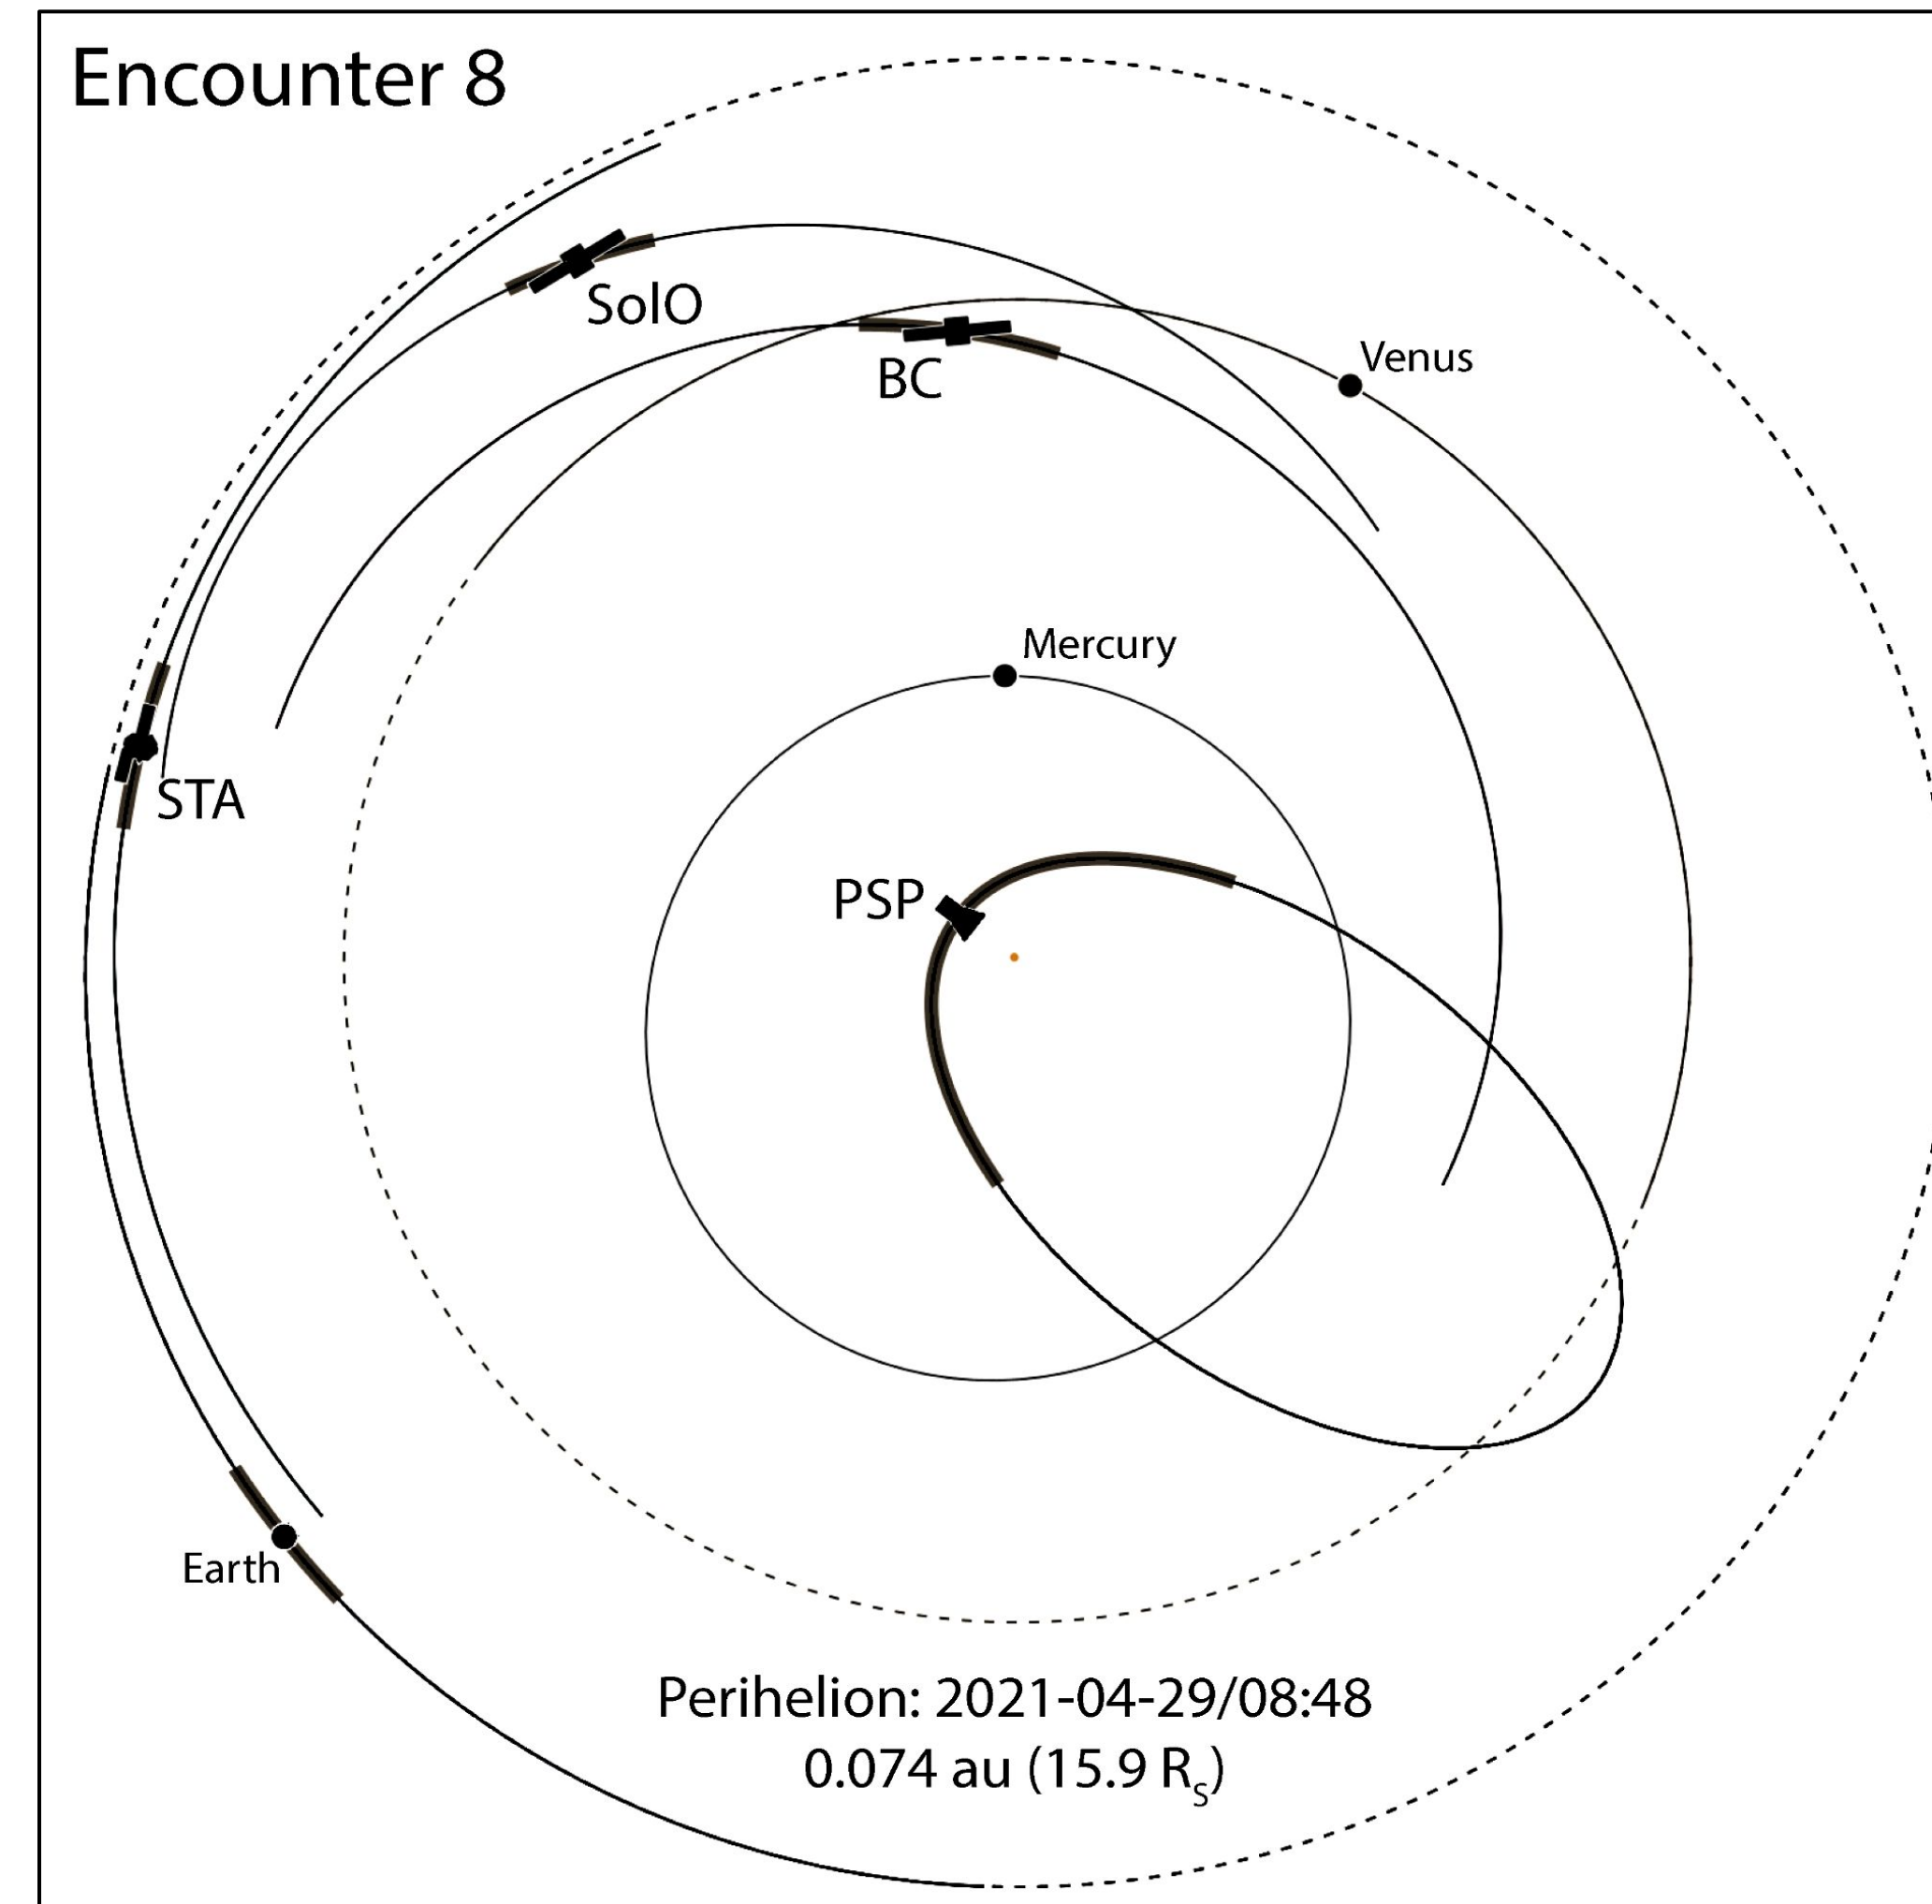 Encounter 8
SolO
BC
Venus
Mercury
STA
PSP
Earth
Perihelion: 2021-04-29/08:48
0.074 au (15.9 R_S)